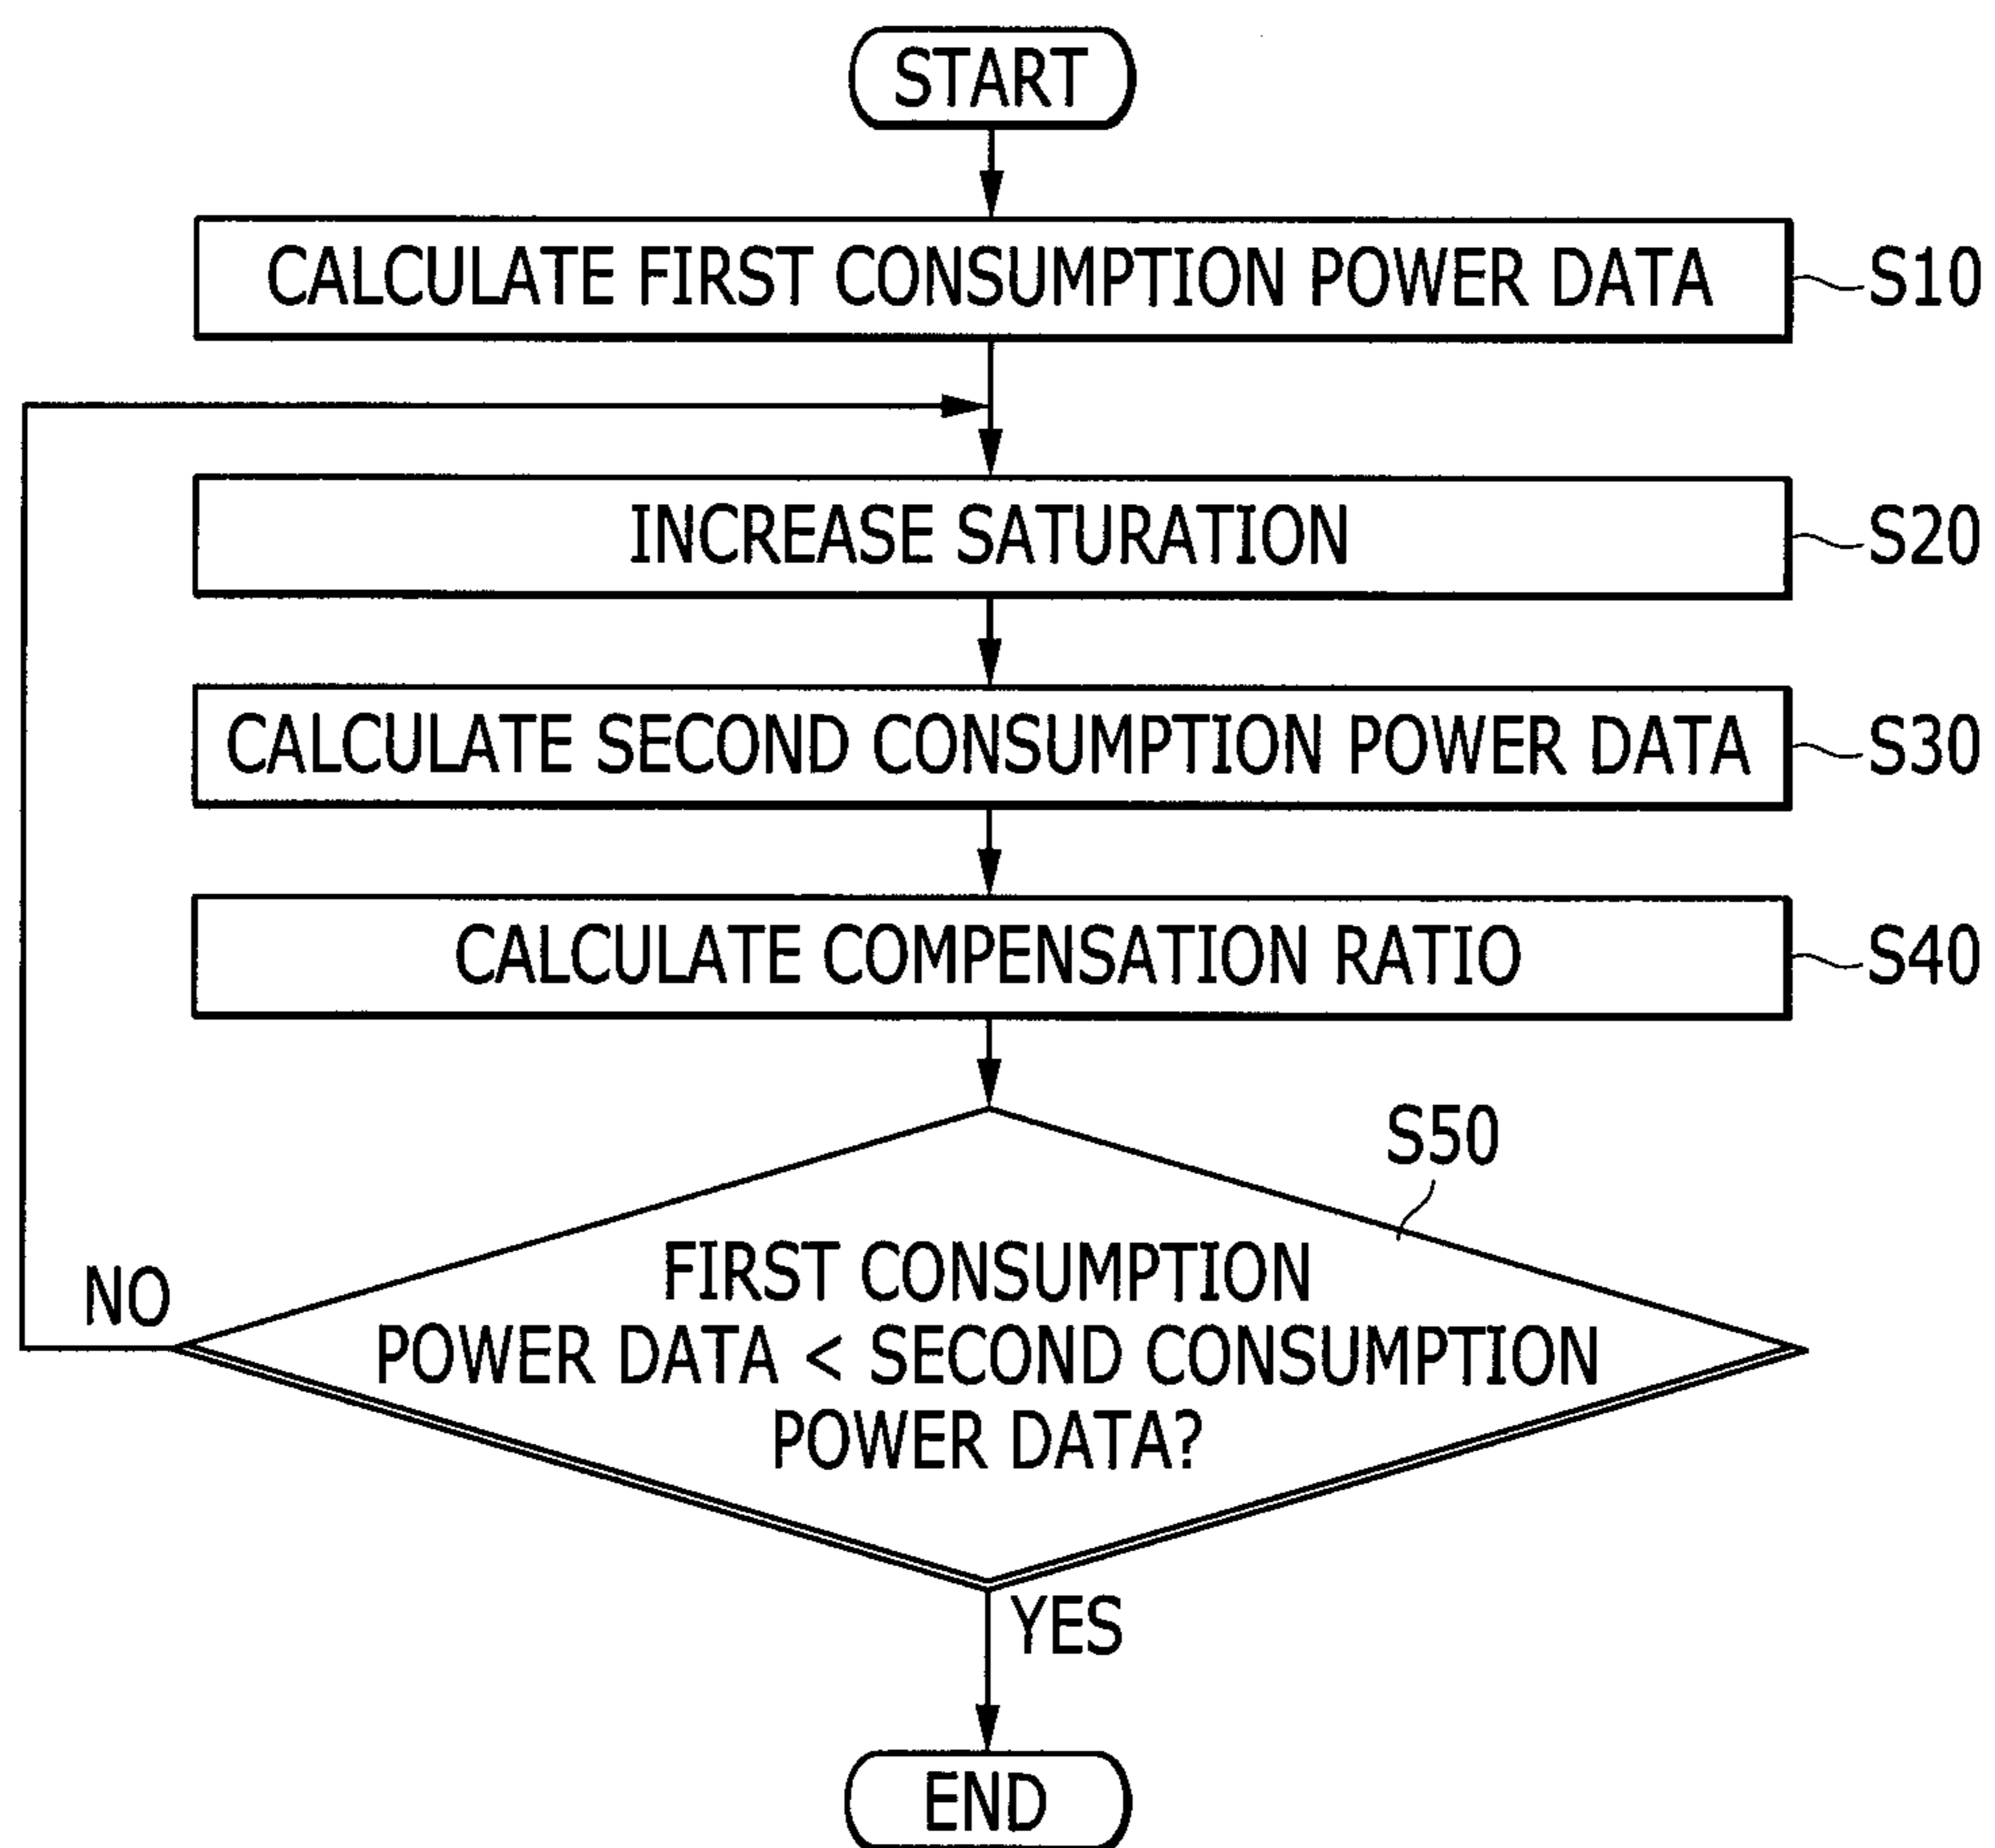 START
CALCULATE FIRST CONSUMPTION POWER DATA
S10
INCREASE SATURATION
S20
CALCULATE SECOND CONSUMPTION POWER DATA
S30
CALCULATE COMPENSATION RATIO
S40
S50
FIRST CONSUMPTION
POWER DATA < SECOND CONSUMPTION
POWER DATA?
NO
YES
END